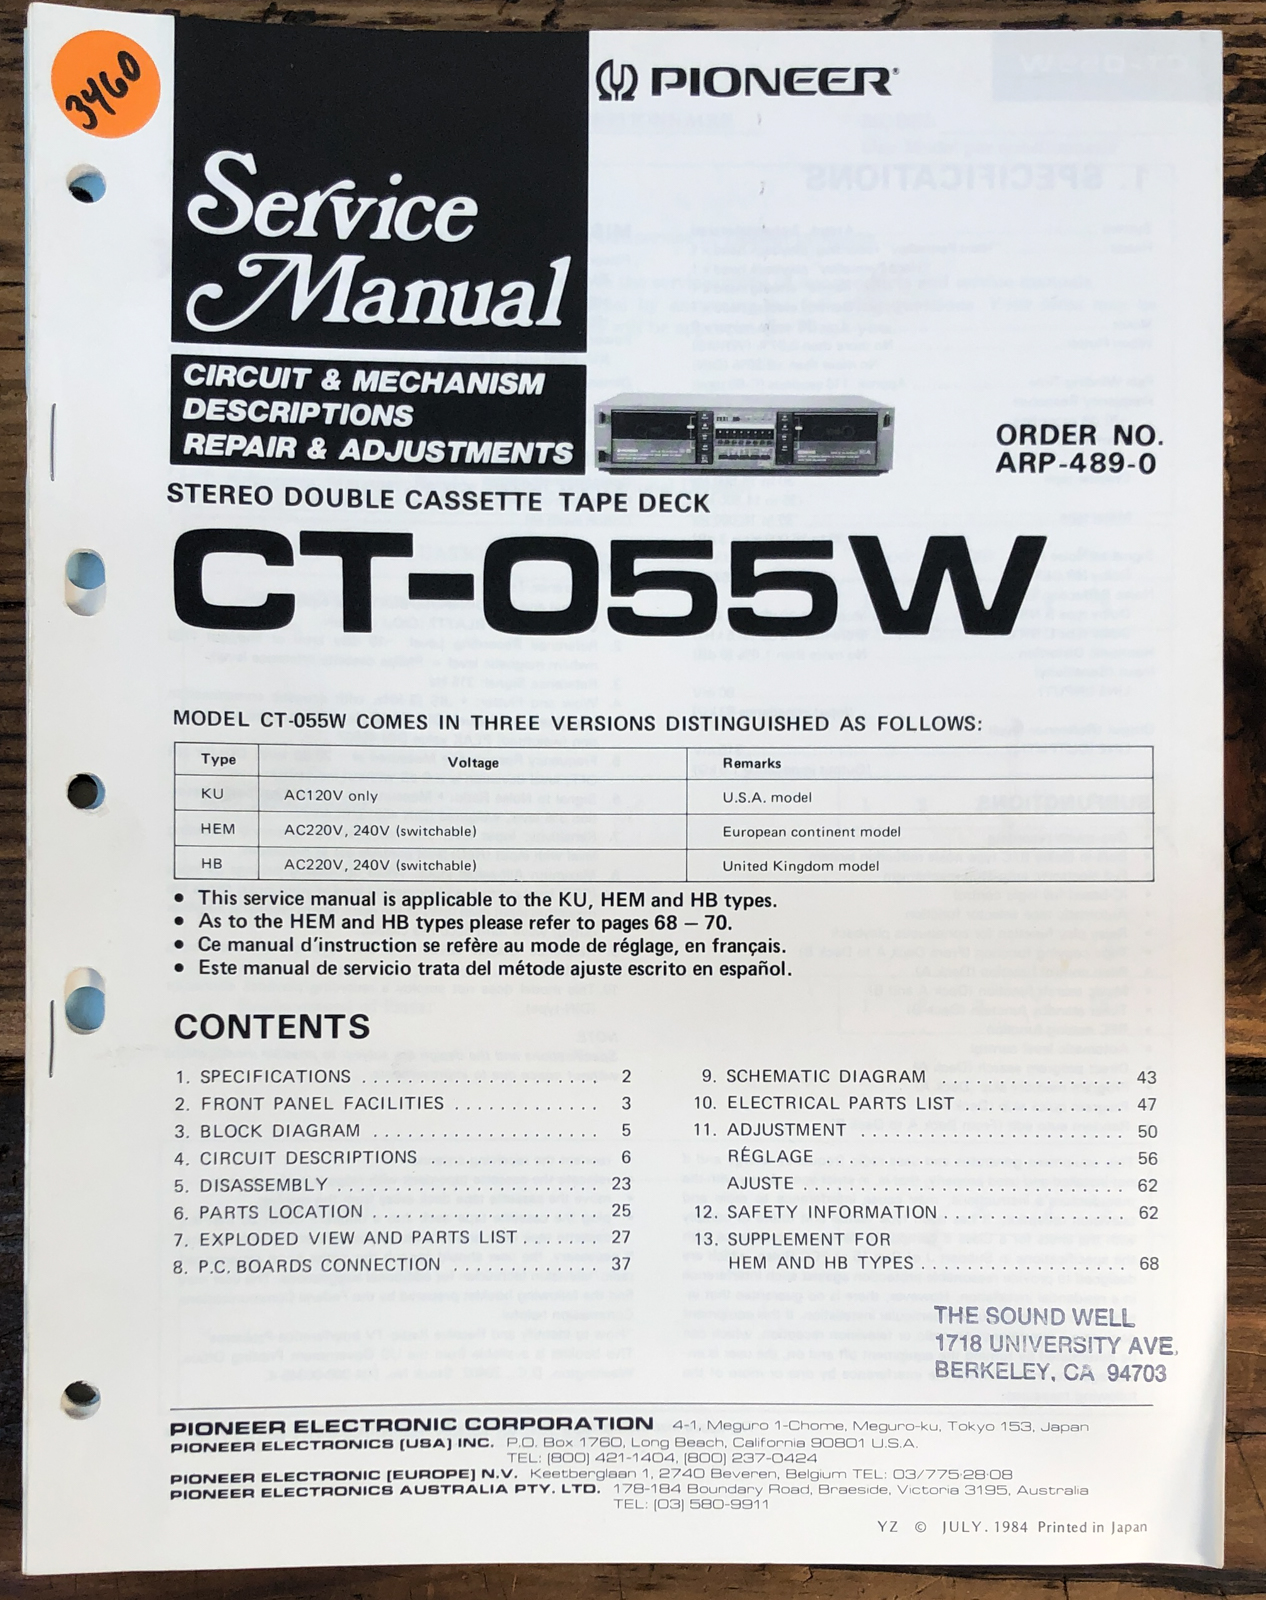 3460
PIONEER®
Service
Manual
CIRCUIT & MECHANISM
DESCRIPTIONS
REPAIR & ADJUSTMENTS
ORDER NO.
ARP-489-0
STEREO DOUBLE CASSETTE TAPE DECK
CT-055W
MODEL CT-055W COMES IN THREE VERSIONS DISTINGUISHED AS FOLLOWS:
Type Voltage Remarks
KU AC120V only U.S.A. model
HEM AC220V, 240V (switchable) European continent model
HB AC220V, 240V (switchable) United Kingdom model
• This service manual is applicable to the KU, HEM and HB types.
• As to the HEM and HB types please refer to pages 68 – 70.
• Ce manual d'instruction se refère au mode de réglage, en français.
• Este manual de servicio trata del métode ajuste escrito en español.
CONTENTS
1. SPECIFICATIONS ...................... 2
2. FRONT PANEL FACILITIES ............. 3
3. BLOCK DIAGRAM ..................... 5
4. CIRCUIT DESCRIPTIONS ................ 6
5. DISASSEMBLY ......................... 23
6. PARTS LOCATION ..................... 25
7. EXPLODED VIEW AND PARTS LIST ....... 27
8. P.C. BOARDS CONNECTION .............. 37
9. SCHEMATIC DIAGRAM ................. 43
10. ELECTRICAL PARTS LIST ............... 47
11. ADJUSTMENT ........................ 50
RÉGLAGE ............................ 56
AJUSTE .............................. 62
12. SAFETY INFORMATION ................. 62
13. SUPPLEMENT FOR
HEM AND HB TYPES ................... 68
THE SOUND WELL
1718 UNIVERSITY AVE.
BERKELEY, CA 94703
PIONEER ELECTRONIC CORPORATION 4-1, Meguro 1-Chome, Meguro-ku, Tokyo 153, Japan
PIONEER ELECTRONICS (USA) INC. P.O. Box 1760, Long Beach, California 90801 U.S.A.
TEL: (800) 421-1404, (800) 237-0424
PIONEER ELECTRONIC (EUROPE) N.V. Keetberglaan 1, 2740 Beveren, Belgium TEL: 03/775·28·08
PIONEER ELECTRONICS AUSTRALIA PTY. LTD. 178-184 Boundary Road, Braeside, Victoria 3195, Australia
TEL: (03) 580-9911
YZ © JULY. 1984 Printed in Japan